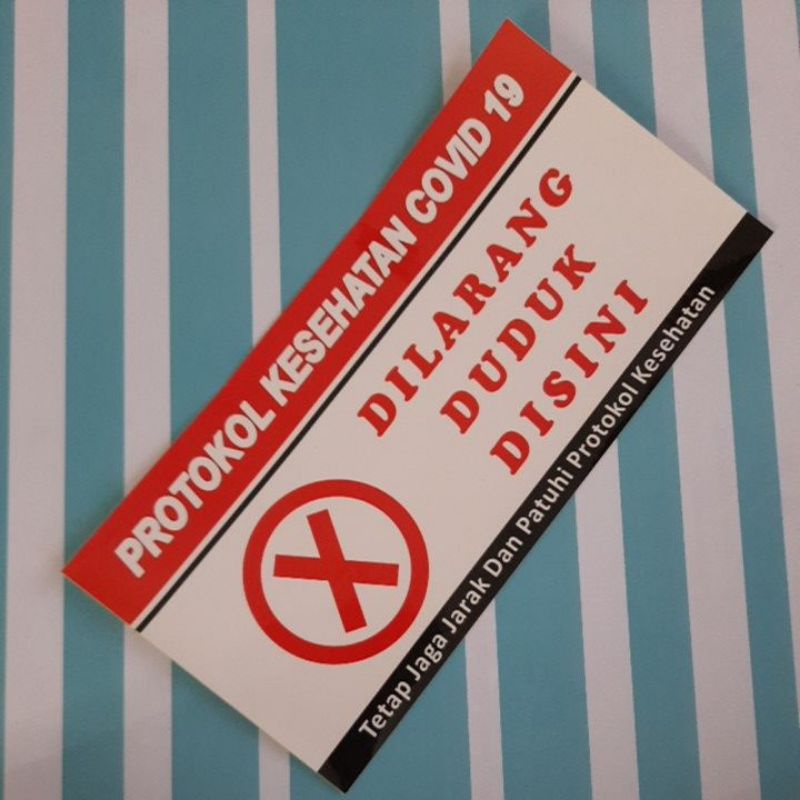 PROTOKOL KESEHATAN COVID 19
DILARANG
DUDUK
DISINI
Tetap Jaga Jarak Dan Patuhi Protokol Kesehatan